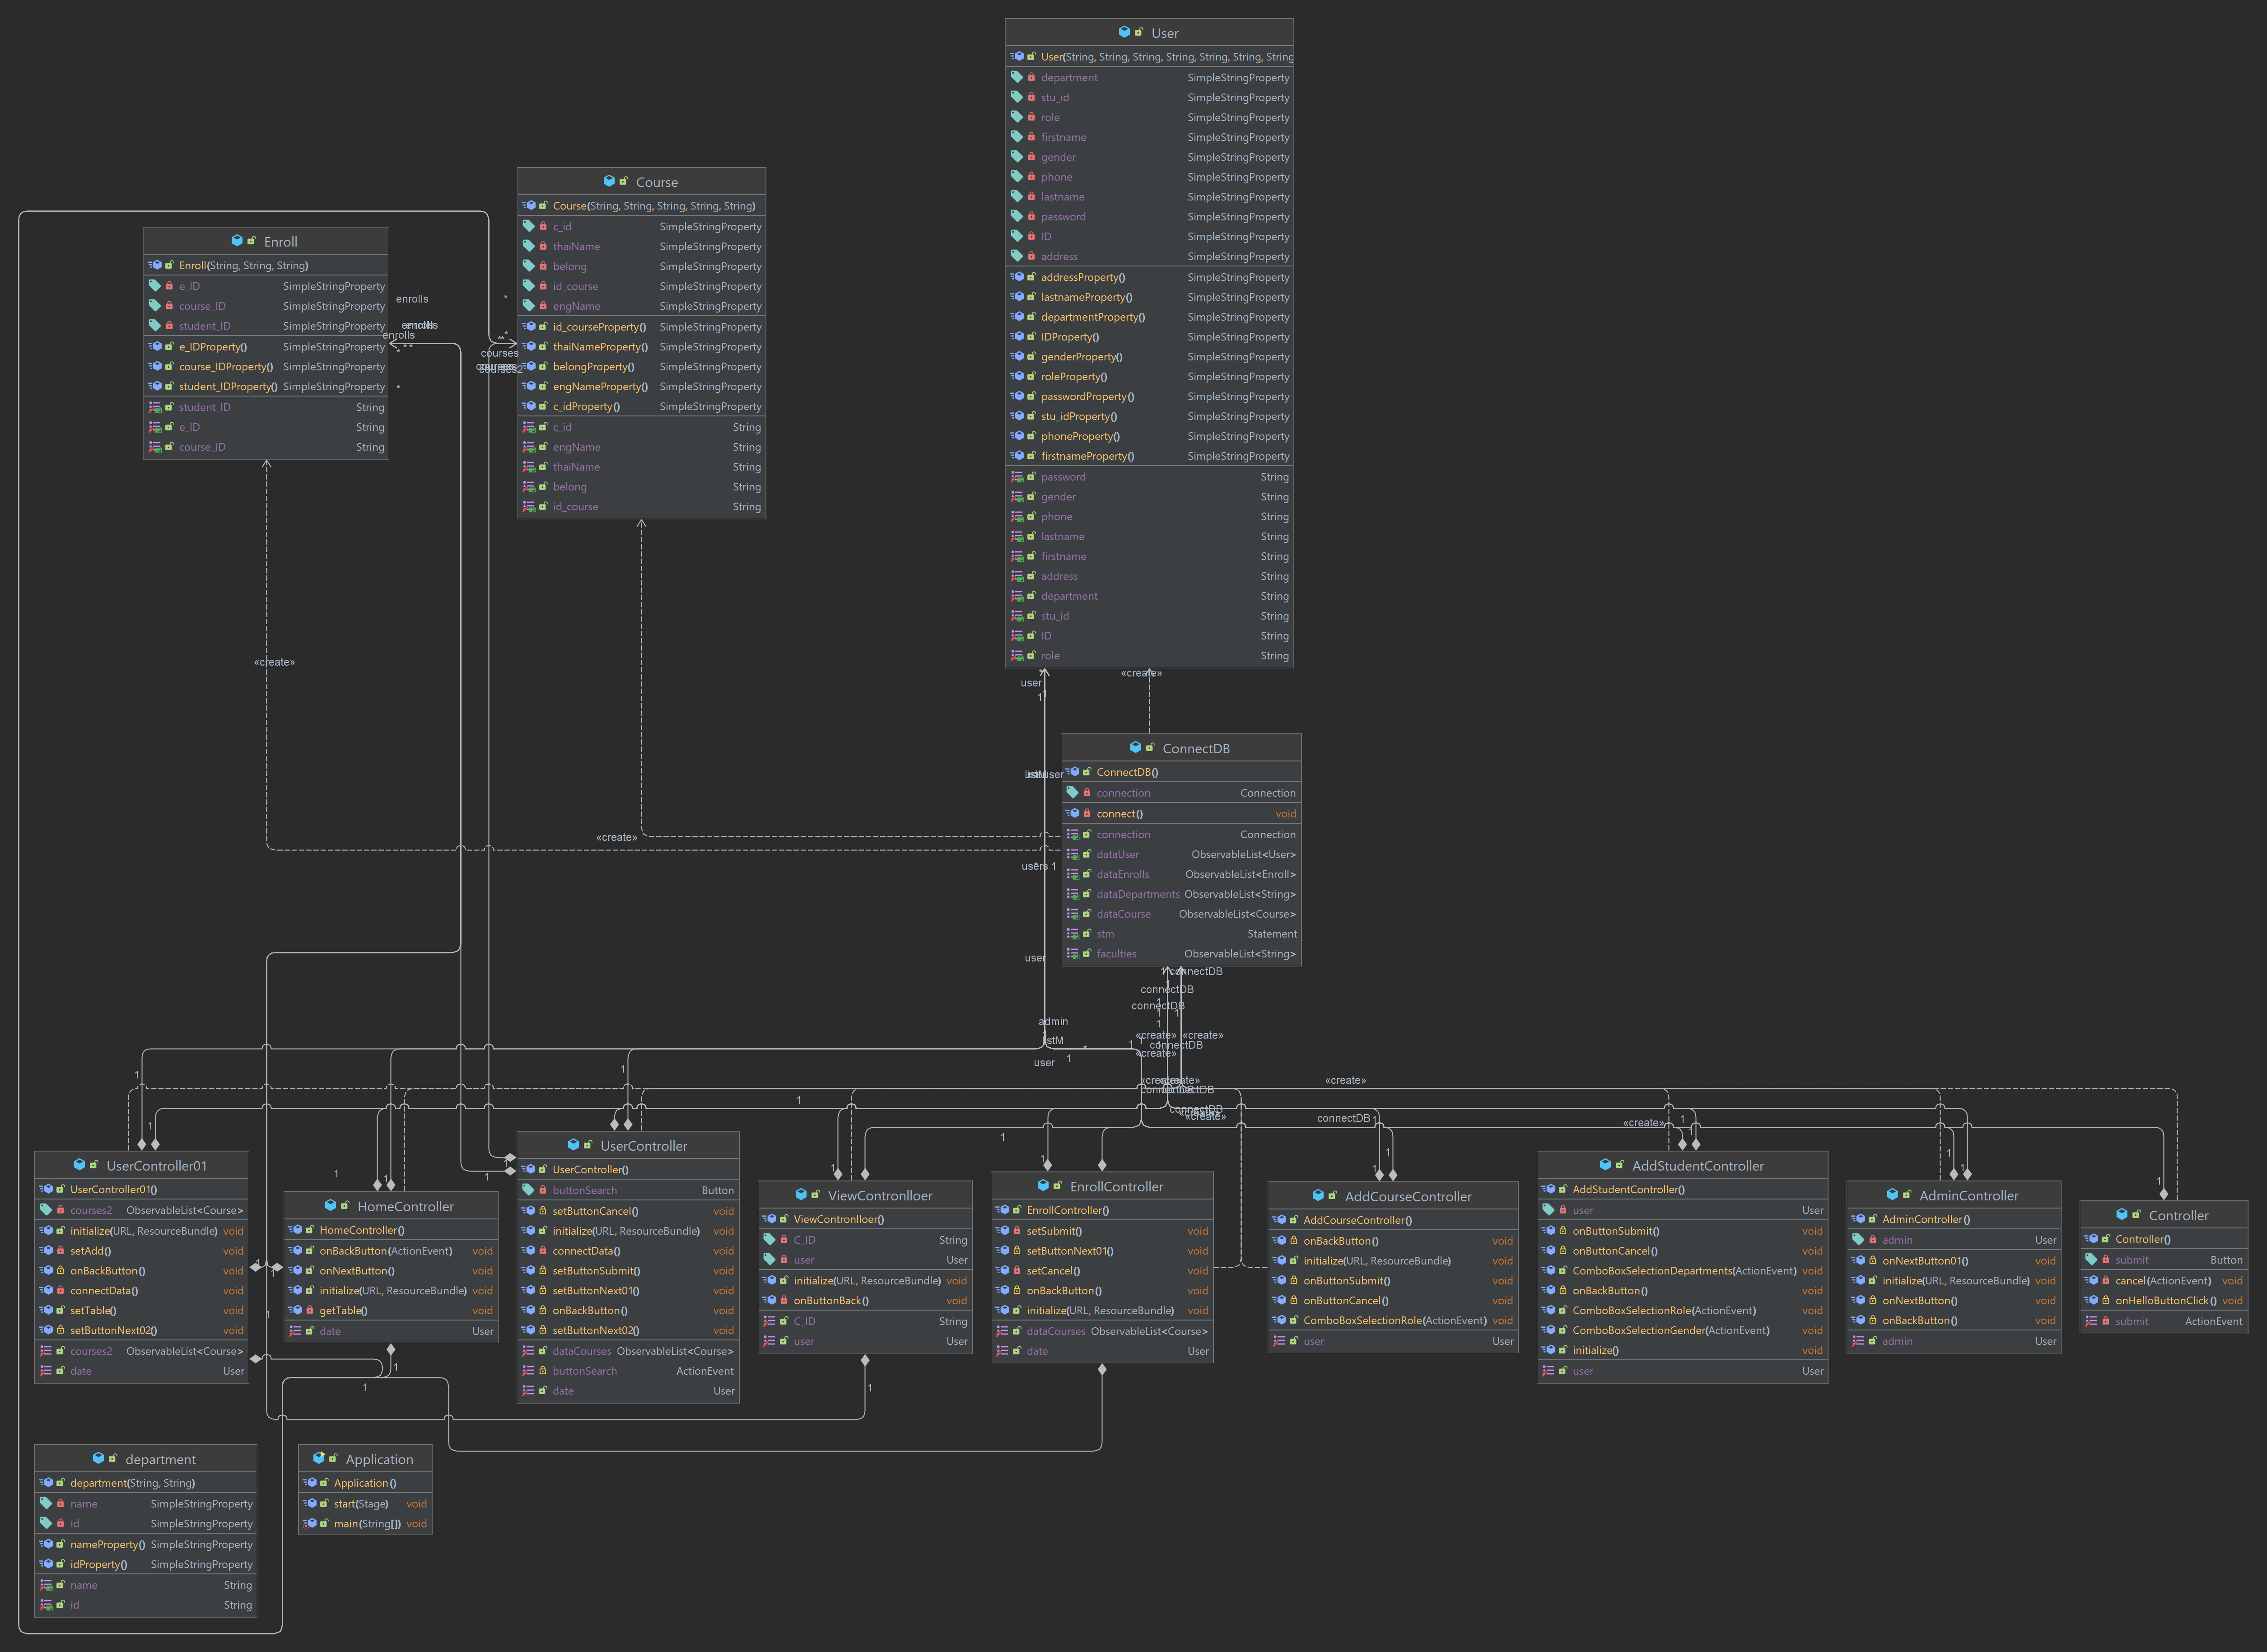 User
User(String, String, String, String, String, String, String
department SimpleStringProperty
stu_id SimpleStringProperty
role SimpleStringProperty
firstname SimpleStringProperty
gender SimpleStringProperty
phone SimpleStringProperty
lastname SimpleStringProperty
password SimpleStringProperty
ID SimpleStringProperty
address SimpleStringProperty
addressProperty() SimpleStringProperty
lastnameProperty() SimpleStringProperty
departmentProperty() SimpleStringProperty
IDProperty() SimpleStringProperty
genderProperty() SimpleStringProperty
roleProperty() SimpleStringProperty
passwordProperty() SimpleStringProperty
stu_idProperty() SimpleStringProperty
phoneProperty() SimpleStringProperty
firstnameProperty() SimpleStringProperty
password String
gender String
phone String
lastname String
firstname String
address String
department String
stu_id String
ID String
role String
Course
Course(String, String, String, String, String)
c_id SimpleStringProperty
thaiName SimpleStringProperty
belong SimpleStringProperty
id_course SimpleStringProperty
engName SimpleStringProperty
id_courseProperty() SimpleStringProperty
thaiNameProperty() SimpleStringProperty
belongProperty() SimpleStringProperty
engNameProperty() SimpleStringProperty
c_idProperty() SimpleStringProperty
c_id String
engName String
thaiName String
belong String
id_course String
Enroll
Enroll(String, String, String)
e_ID SimpleStringProperty
course_ID SimpleStringProperty
student_ID SimpleStringProperty
e_IDProperty() SimpleStringProperty
course_IDProperty() SimpleStringProperty
student_IDProperty() SimpleStringProperty
student_ID String
e_ID String
course_ID String
enrolls
enrolls
enrolls
courses
courses2
«create»
«create»
«create»
user
1
users 1
user
admin
listM
user
1
ConnectDB
ConnectDB()
connection Connection
connect() void
connection Connection
dataUser ObservableList<User>
dataEnrolls ObservableList<Enroll>
dataDepartments ObservableList<String>
dataCourse ObservableList<Course>
stm Statement
faculties ObservableList<String>
connectDB
connectDB
connectDB
«create»
«create»
connectDB
«create»
«create»
connectDB
«create»
connectDB
«create»
UserController01
UserController01()
courses2 ObservableList<Course>
initialize(URL, ResourceBundle) void
setAdd() void
onBackButton() void
connectData() void
setTable() void
setButtonNext02() void
courses2 ObservableList<Course>
date User
HomeController
HomeController()
onBackButton(ActionEvent) void
onNextButton() void
initialize(URL, ResourceBundle) void
getTable() void
date User
UserController
UserController()
buttonSearch Button
setButtonCancel() void
initialize(URL, ResourceBundle) void
connectData() void
setButtonSubmit() void
setButtonNext01() void
onBackButton() void
setButtonNext02() void
dataCourses ObservableList<Course>
buttonSearch ActionEvent
date User
ViewContronlloer
ViewContronlloer()
C_ID String
user User
initialize(URL, ResourceBundle) void
onButtonBack() void
C_ID String
user User
EnrollController
EnrollController()
setSubmit() void
setButtonNext01() void
setCancel() void
onBackButton() void
initialize(URL, ResourceBundle) void
dataCourses ObservableList<Course>
date User
AddCourseController
AddCourseController()
onBackButton() void
initialize(URL, ResourceBundle) void
onButtonSubmit() void
onButtonCancel() void
ComboBoxSelectionRole(ActionEvent) void
user User
AddStudentController
AddStudentController()
user User
onButtonSubmit() void
onButtonCancel() void
ComboBoxSelectionDepartments(ActionEvent) void
onBackButton() void
ComboBoxSelectionRole(ActionEvent) void
ComboBoxSelectionGender(ActionEvent) void
initialize() void
user User
AdminController
AdminController()
admin User
onNextButton01() void
initialize(URL, ResourceBundle) void
onNextButton() void
onBackButton() void
admin User
Controller
Controller()
submit Button
cancel(ActionEvent) void
onHelloButtonClick() void
submit ActionEvent
department
department(String, String)
name SimpleStringProperty
id SimpleStringProperty
nameProperty() SimpleStringProperty
idProperty() SimpleStringProperty
name String
id String
Application
Application()
start(Stage) void
main(String[]) void